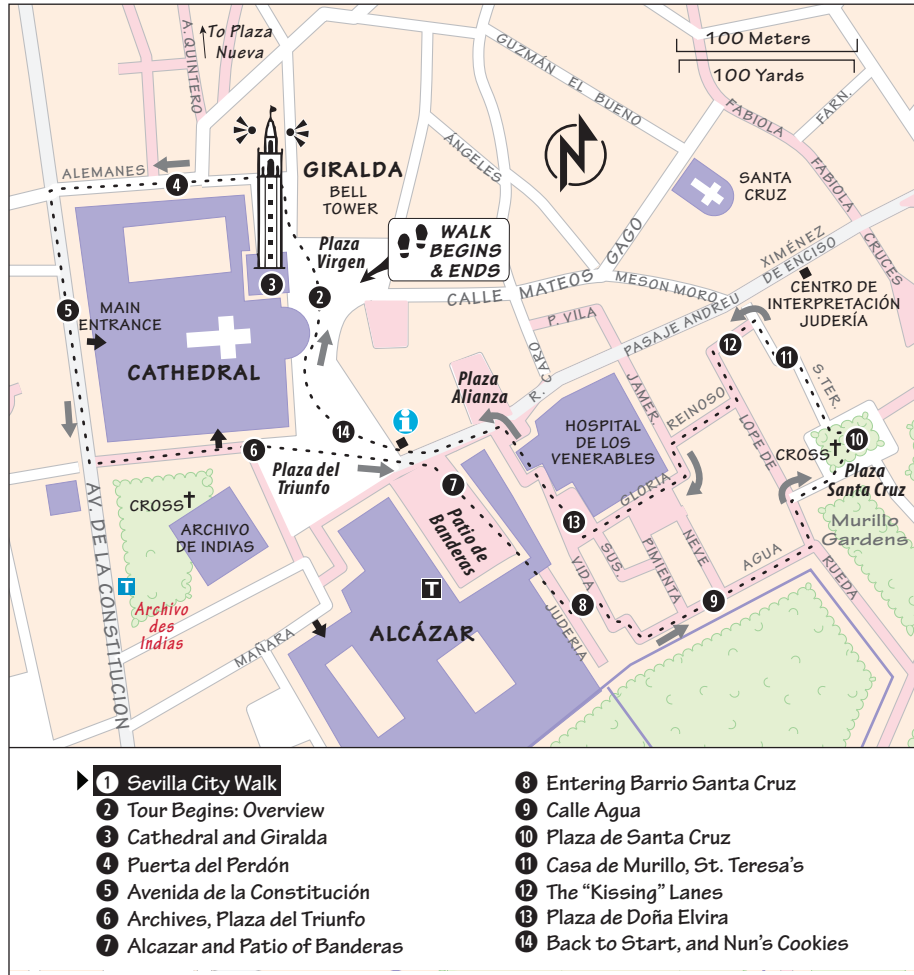 A. QUINTERO
To Plaza
Nueva
100 Meters
100 Yards
GUZMÁN EL BUENO
FABIOLA
FARN.
ALEMANES
4
GIRALDA
BELL
TOWER
ÁNGELES
N
SANTA
CRUZ
FABIOLA
CRUCES
Plaza
Virgen
WALK
BEGINS
& ENDS
3
2
CALLE MATEOS GAGO
MESON MORO
XIMÉNEZ
DE ENCISO
CENTRO DE
INTERPRETACIÓN
JUDERÍA
5
MAIN
ENTRANCE
CATHEDRAL
P. VILA
PASAJE ANDREU
12
11
S. TER.
R. CARO
Plaza
Alianza
JAMER.
REINOSO
LOPE DE
14
i
HOSPITAL
DE LOS
VENERABLES
CROSS
10
Plaza
Santa Cruz
6
Plaza del
Triunfo
7
Patio de
Banderas
GLORIA
13
Murillo
Gardens
CROSS
ARCHIVO
DE INDIAS
VIDA
SUS.
PIMIENTA
NEVE
AGUA
RUEDA
T
Archivo
des
Indias
T
ALCÁZAR
8
9
JUDERIA
MAÑARA
AV. DE LA CONSTITUCION
1 Sevilla City Walk
2 Tour Begins: Overview
3 Cathedral and Giralda
4 Puerta del Perdón
5 Avenida de la Constitución
6 Archives, Plaza del Triunfo
7 Alcazar and Patio of Banderas
8 Entering Barrio Santa Cruz
9 Calle Agua
10 Plaza de Santa Cruz
11 Casa de Murillo, St. Teresa's
12 The “Kissing” Lanes
13 Plaza de Doña Elvira
14 Back to Start, and Nun's Cookies